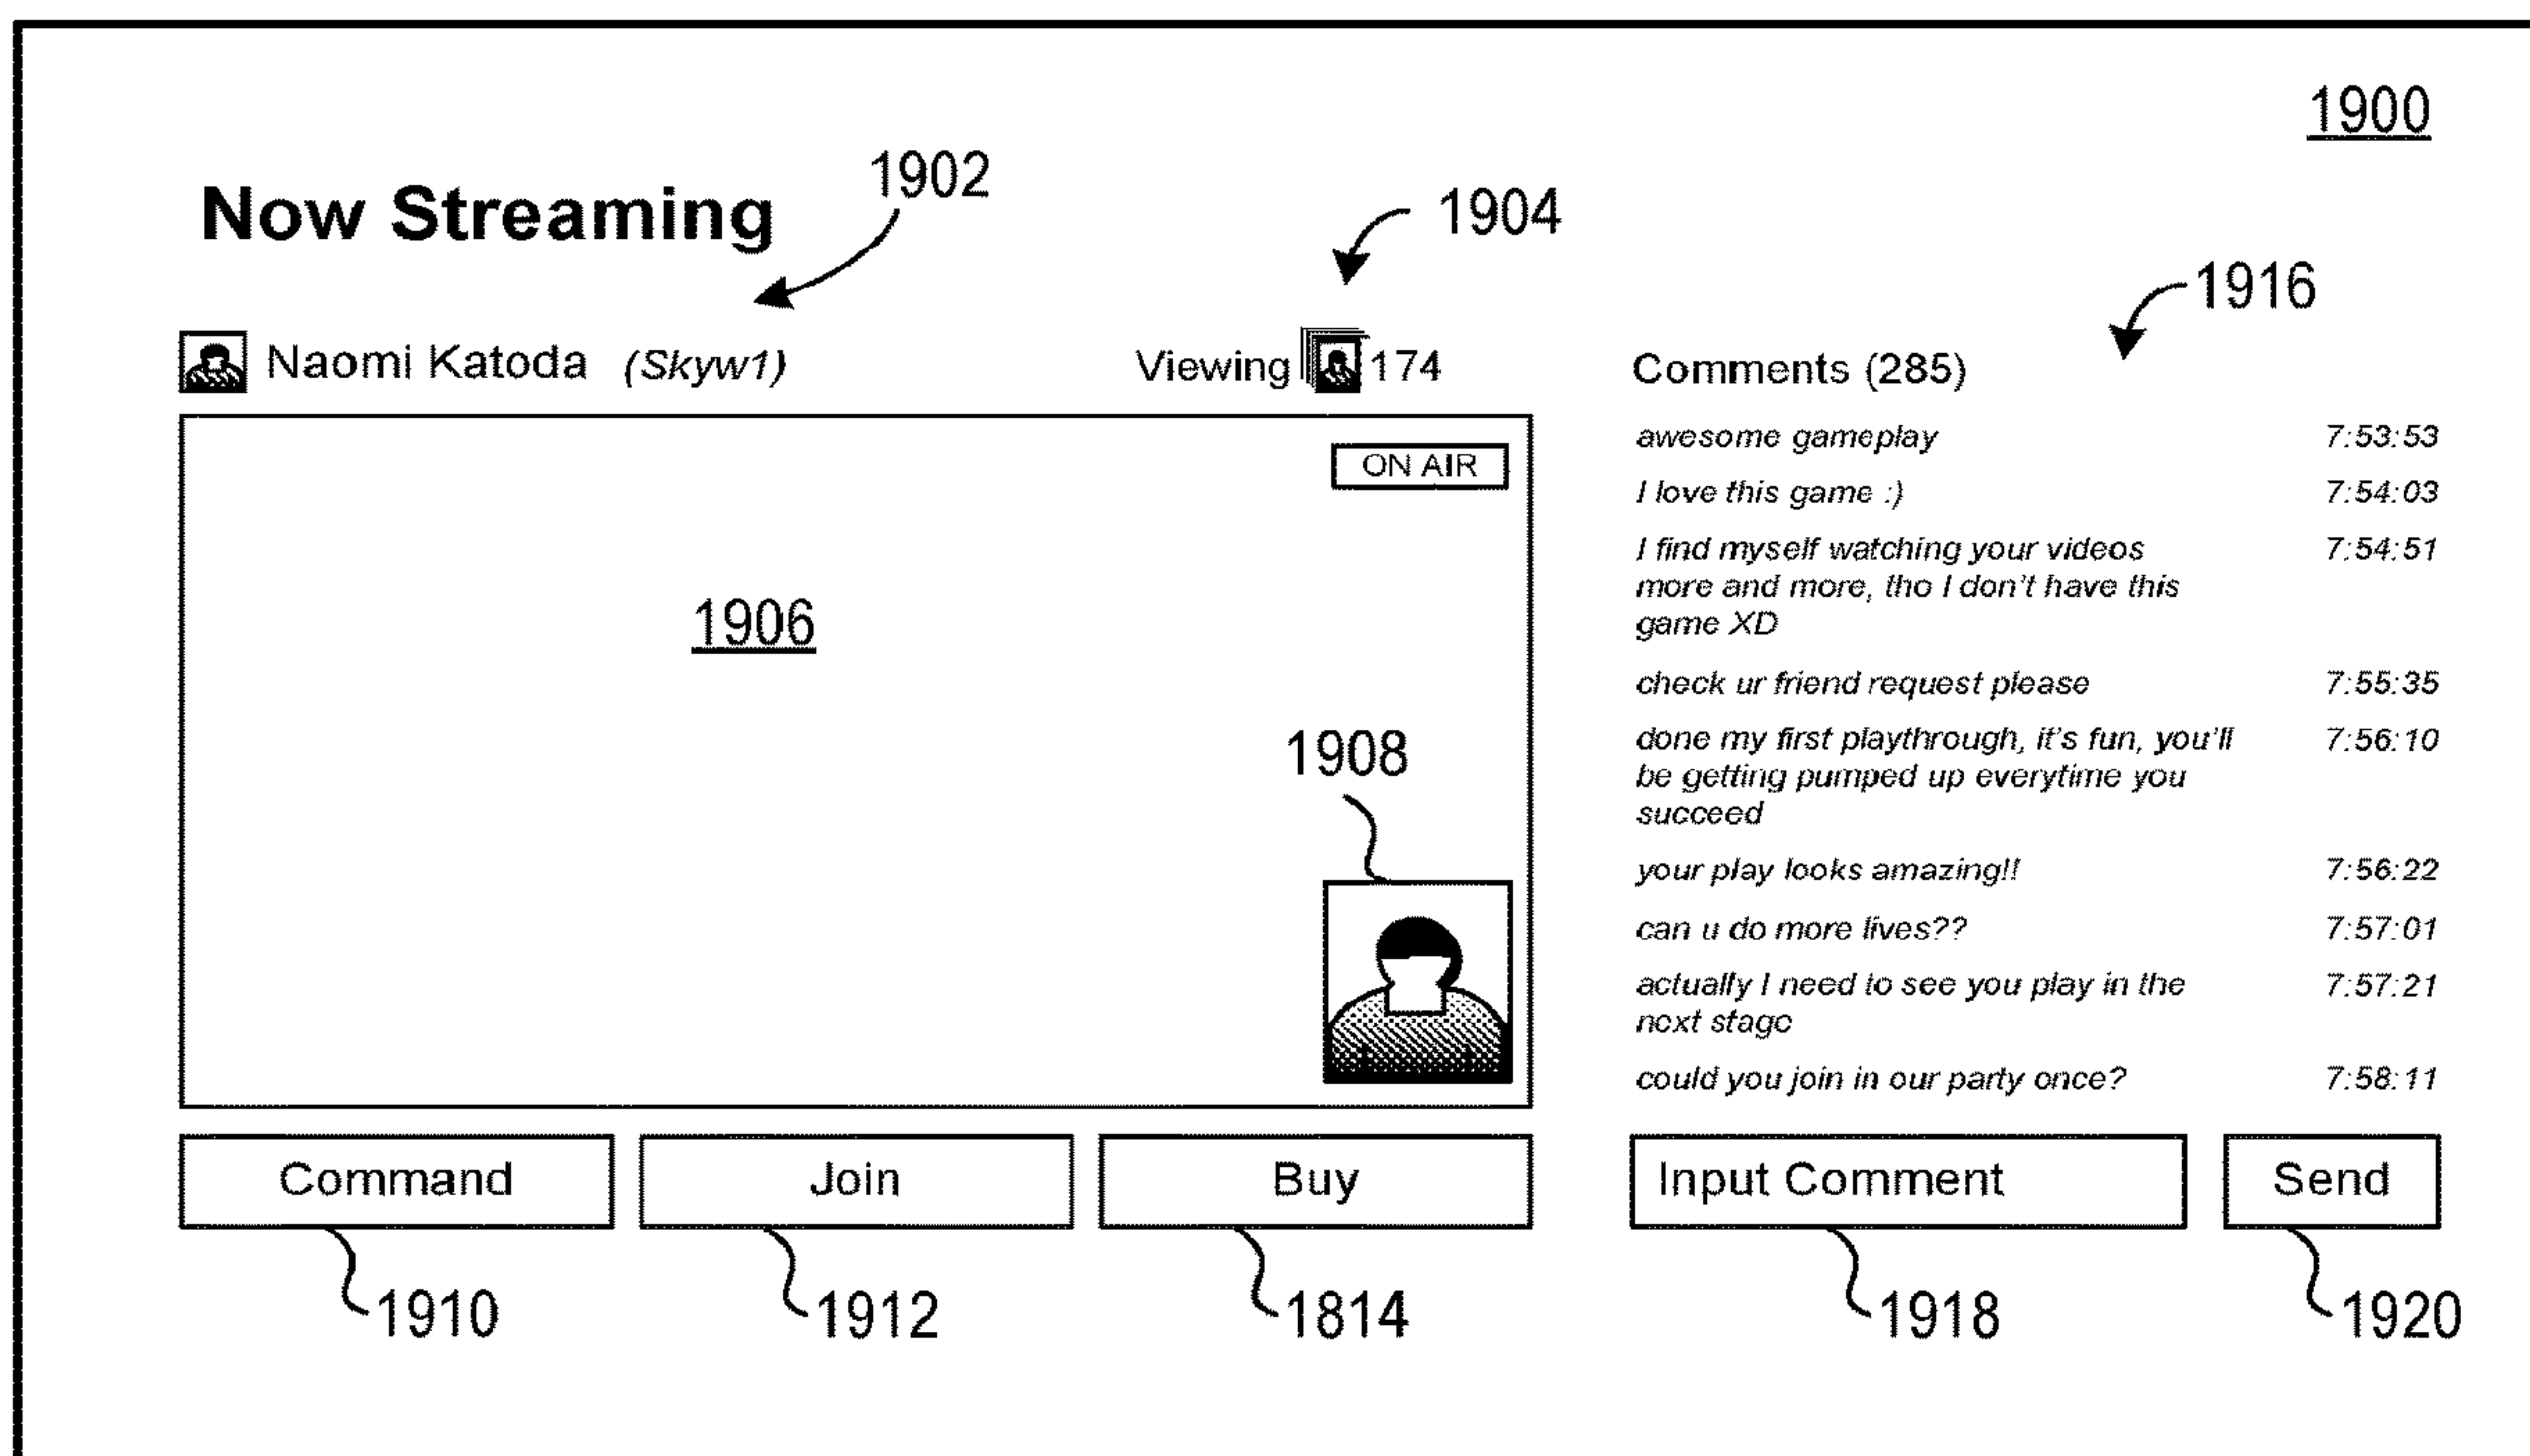 1900
1902
Now Streaming
1904
1916
Naomi Katoda (Skyw1)
Viewing 174
ON AIR
1906
1908
Command
Join
Buy
1910
1912
1814
Comments (285)
awesome gameplay 7:53:53
I love this game :) 7:54:03
I find myself watching your videos 7:54:51
more and more, tho I don't have this
game XD
check ur friend request please 7:55:35
done my first playthrough, it's fun, you'll 7:56:10
be getting pumped up everytime you
succeed
your play looks amazing!! 7:56:22
can u do more lives?? 7:57:01
actually I need to see you play in the 7:57:21
next stage
could you join in our party once? 7:58:11
Input Comment
Send
1918
1920